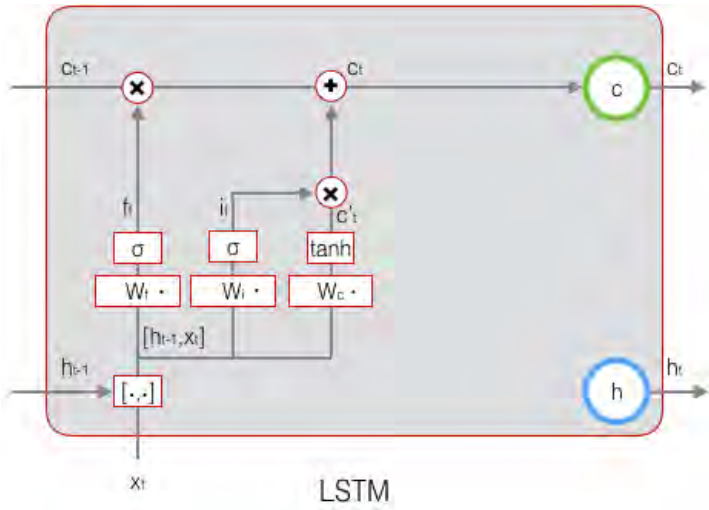 Ct-1 Ct Ct
× + c
×
ft it c't
σ σ tanh
Wf · Wi · Wc ·
[ht-1,xt]
ht-1 ht
[·,·] h
xt
LSTM